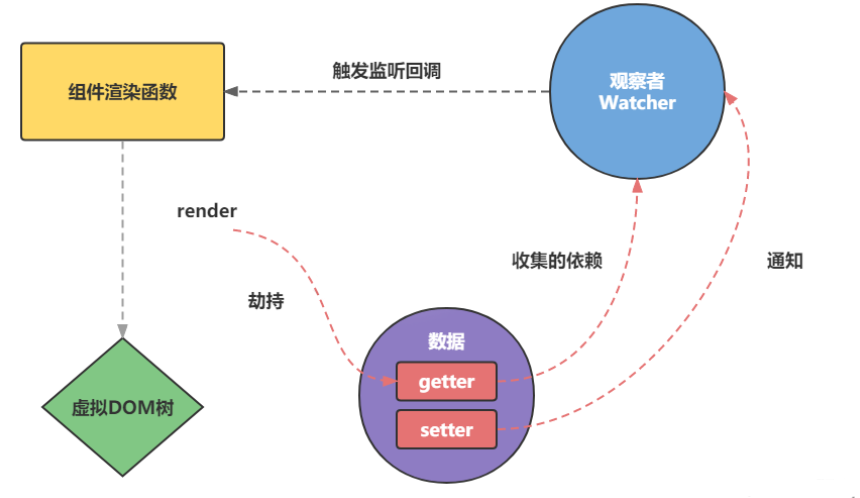 组件渲染函数
触发监听回调
观察者
Watcher
render
劫持
收集的依赖
通知
数据
getter
setter
虚拟DOM树